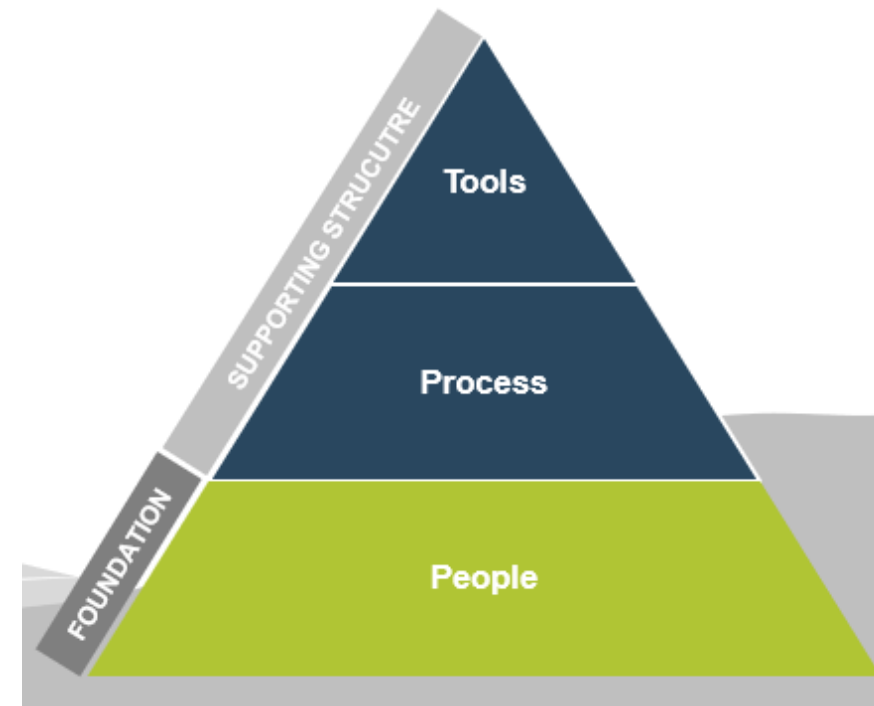 SUPPORTING STRUCUTRE
Tools
Process
FOUNDATION
People